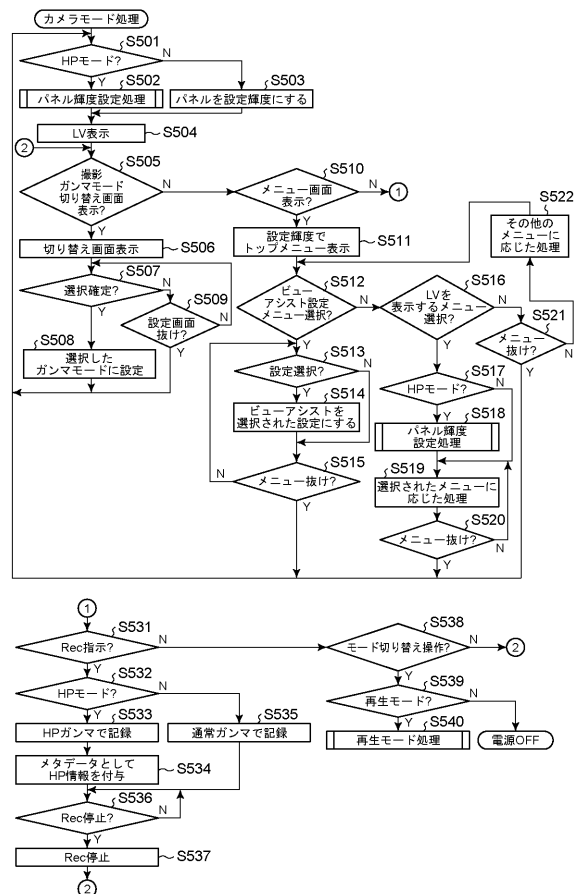 カメラモード処理
S501
HPモード?
N
Y
S502
パネル輝度設定処理
S503
パネルを設定輝度にする
LV表示
S504
2
S505
撮影
ガンマモード
切り替え画面
表示?
N
Y
S510
メニュー画面
表示?
N
1
Y
切り替え画面表示
S506
設定輝度で
トップメニュー表示
S511
S522
その他の
メニューに
応じた処理
S507
選択確定?
N
Y
S509
設定画面
抜け?
N
Y
S508
選択した
ガンマモードに設定
S512
ビュー
アシスト設定
メニュー選択?
N
Y
S516
LVを
表示するメニュー
選択?
N
Y
S521
メニュー
抜け?
N
Y
S513
設定選択?
N
Y
S514
ビューアシストを
選択された設定にする
S515
メニュー抜け?
N
Y
S517
HPモード?
N
Y
S518
パネル輝度
設定処理
S519
選択されたメニューに
応じた処理
S520
メニュー抜け?
N
Y
1
S531
Rec指示?
N
Y
S538
モード切り替え操作?
N
2
Y
S532
HPモード?
N
Y
S539
再生モード?
N
Y
S533
HPガンマで記録
S535
通常ガンマで記録
S540
再生モード処理
電源OFF
メタデータとして
HP情報を付与
S534
S536
Rec停止?
N
Y
Rec停止
S537
2